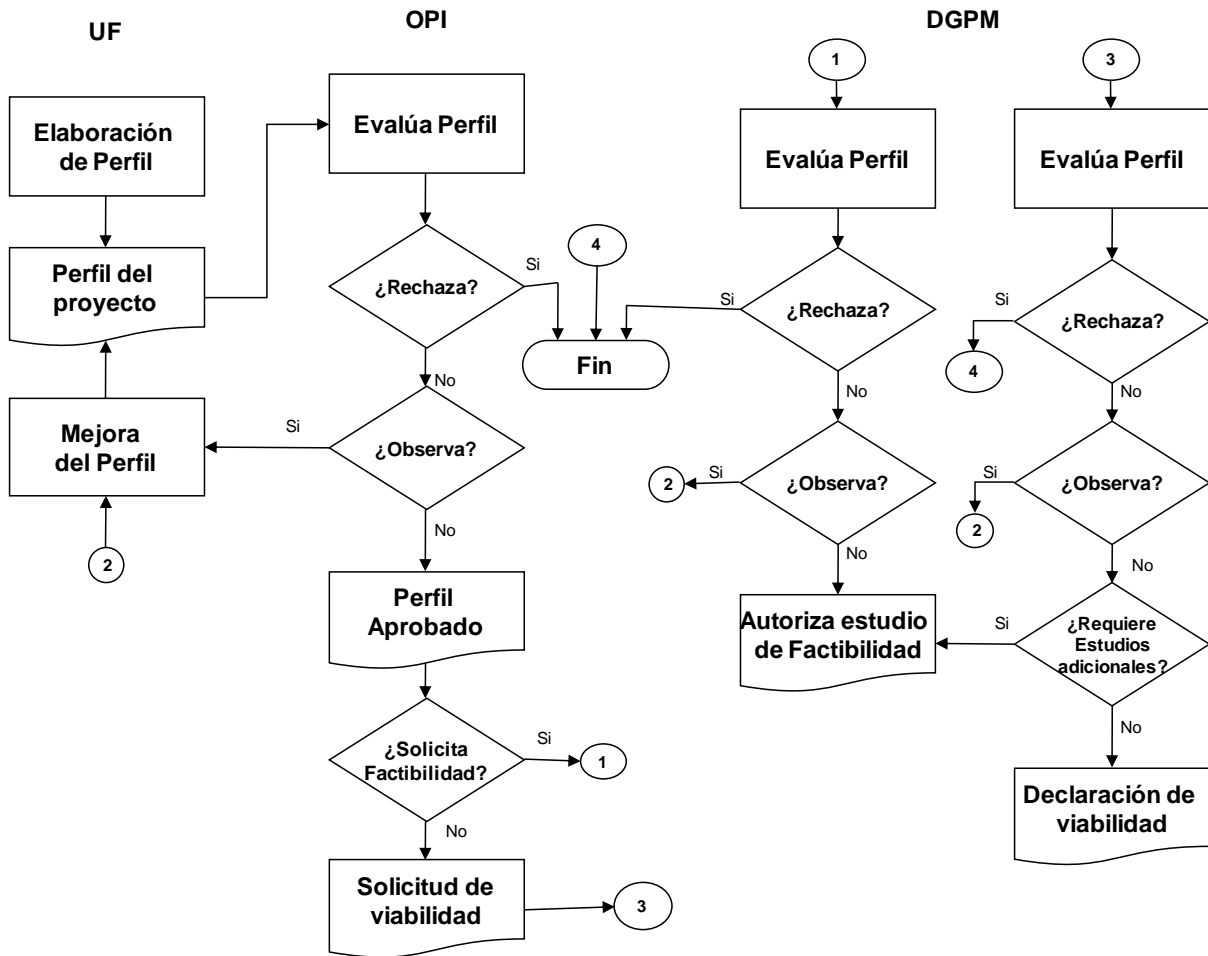 UF
Elaboración
de Perfil
Perfil del
proyecto
Mejora
del Perfil
2
OPI
Evalúa Perfil
¿Rechaza?
Si
4
Fin
No
¿Observa?
Si
No
Perfil
Aprobado
¿Solicita
Factibilidad?
Si
1
No
Solicitud de
viabilidad
3
DGPM
1
Evalúa Perfil
¿Rechaza?
Si
No
¿Observa?
Si
2
No
Autoriza estudio
de Factibilidad
3
Evalúa Perfil
¿Rechaza?
Si
4
No
¿Observa?
Si
2
No
¿Requiere
Estudios
adicionales?
Si
No
Declaración de
viabilidad